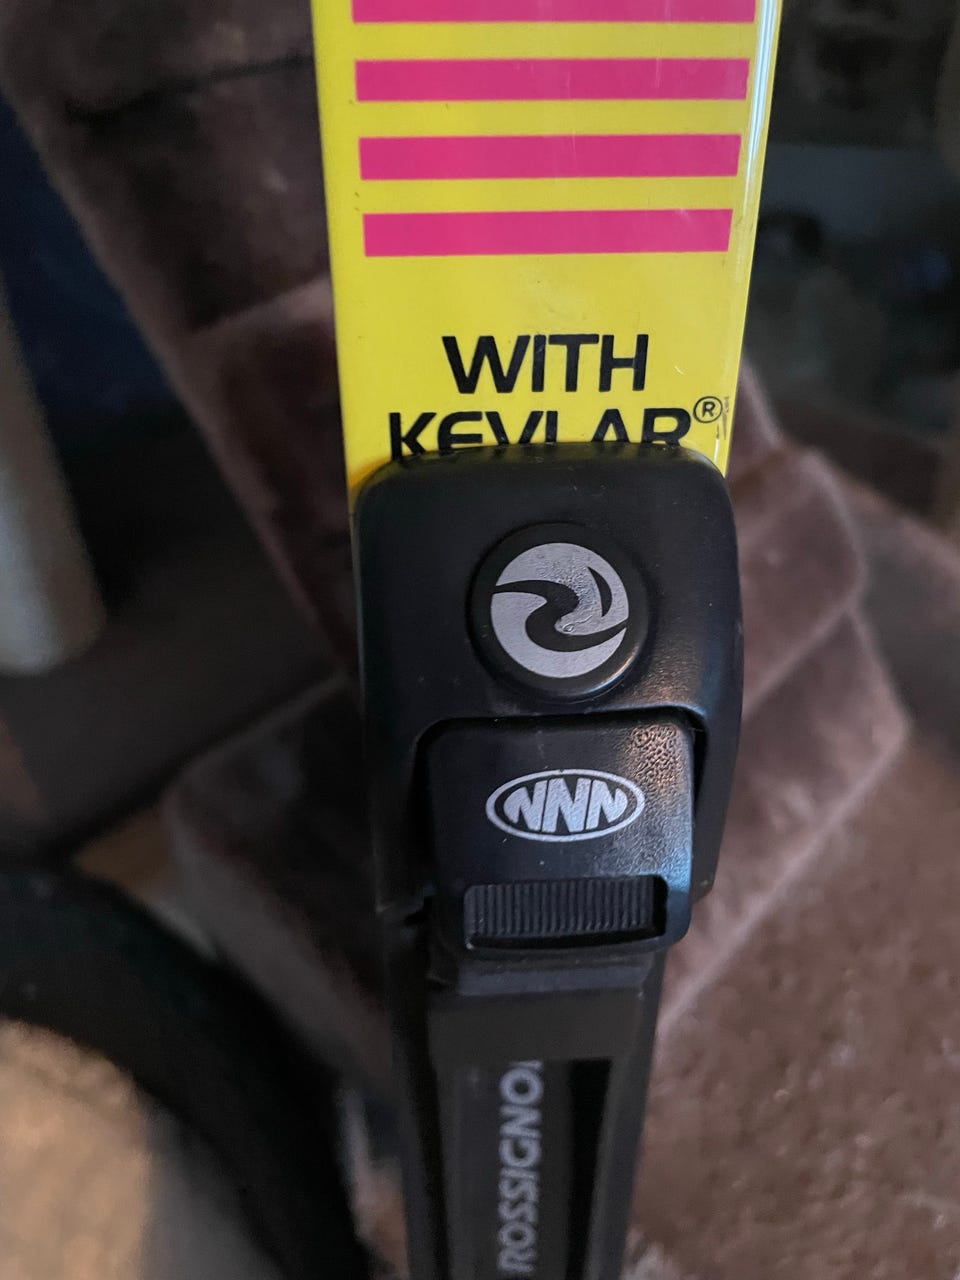 WITH
KEVLAR®
NNN
ROSSIGNOL